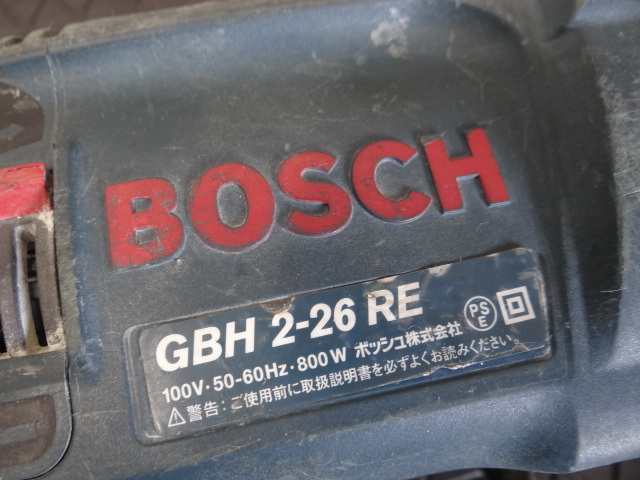 BOSCH
GBH 2-26 RE
PS
E
100V・50-60Hz・800W ボッシュ株式会社
⚠警告：ご使用前に取扱説明書を必ずよくお読みください。